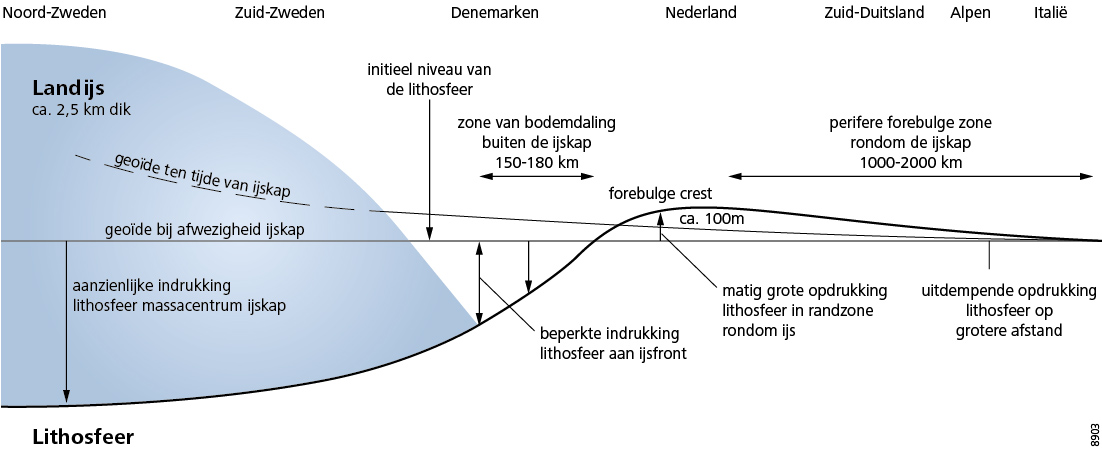 Noord-Zweden
Zuid-Zweden
Denemarken
Nederland
Zuid-Duitsland
Alpen
Italië
Landijs
ca. 2,5 km dik
initieel niveau van
de lithosfeer
zone van bodemdaling
buiten de ijskap
150-180 km
perifere forebulge zone
rondom de ijskap
1000-2000 km
geoïde ten tijde van ijskap
forebulge crest
ca. 100m
geoïde bij afwezigheid ijskap
aanzienlijke indrukking
lithosfeer massacentrum ijskap
beperkte indrukking
lithosfeer aan ijsfront
matig grote opdrukking
lithosfeer in randzone
rondom ijs
uitdempende opdrukking
lithosfeer op
grotere afstand
Lithosfeer
8903